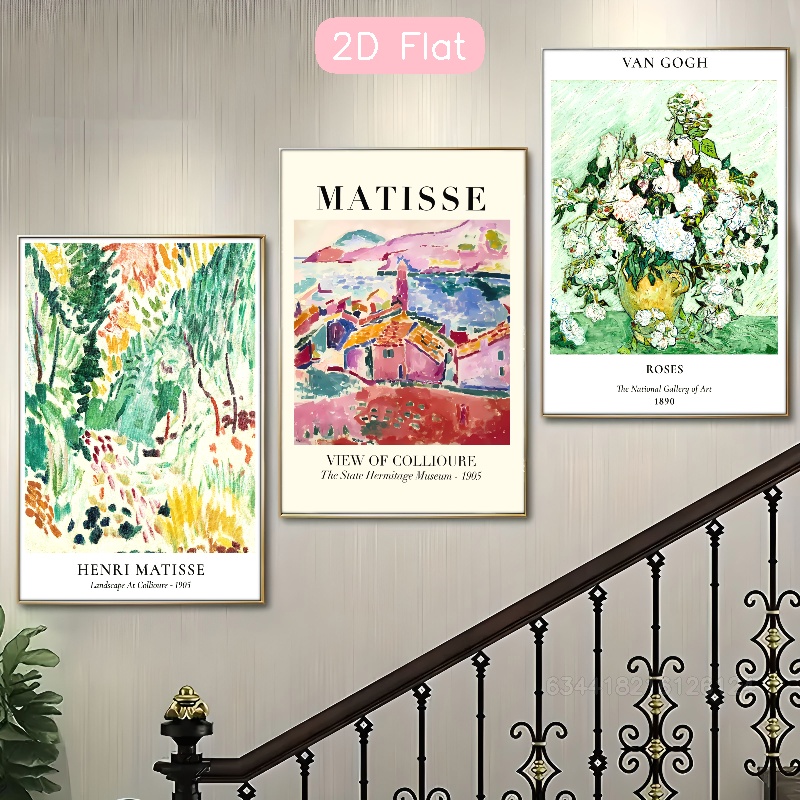 2D Flat
VAN GOGH
ROSES
The National Gallery of Art
1890
MATISSE
VIEW OF COLLIOURE
The State Hermitage Museum - 1905
HENRI MATISSE
Landscape At Collioure - 1905